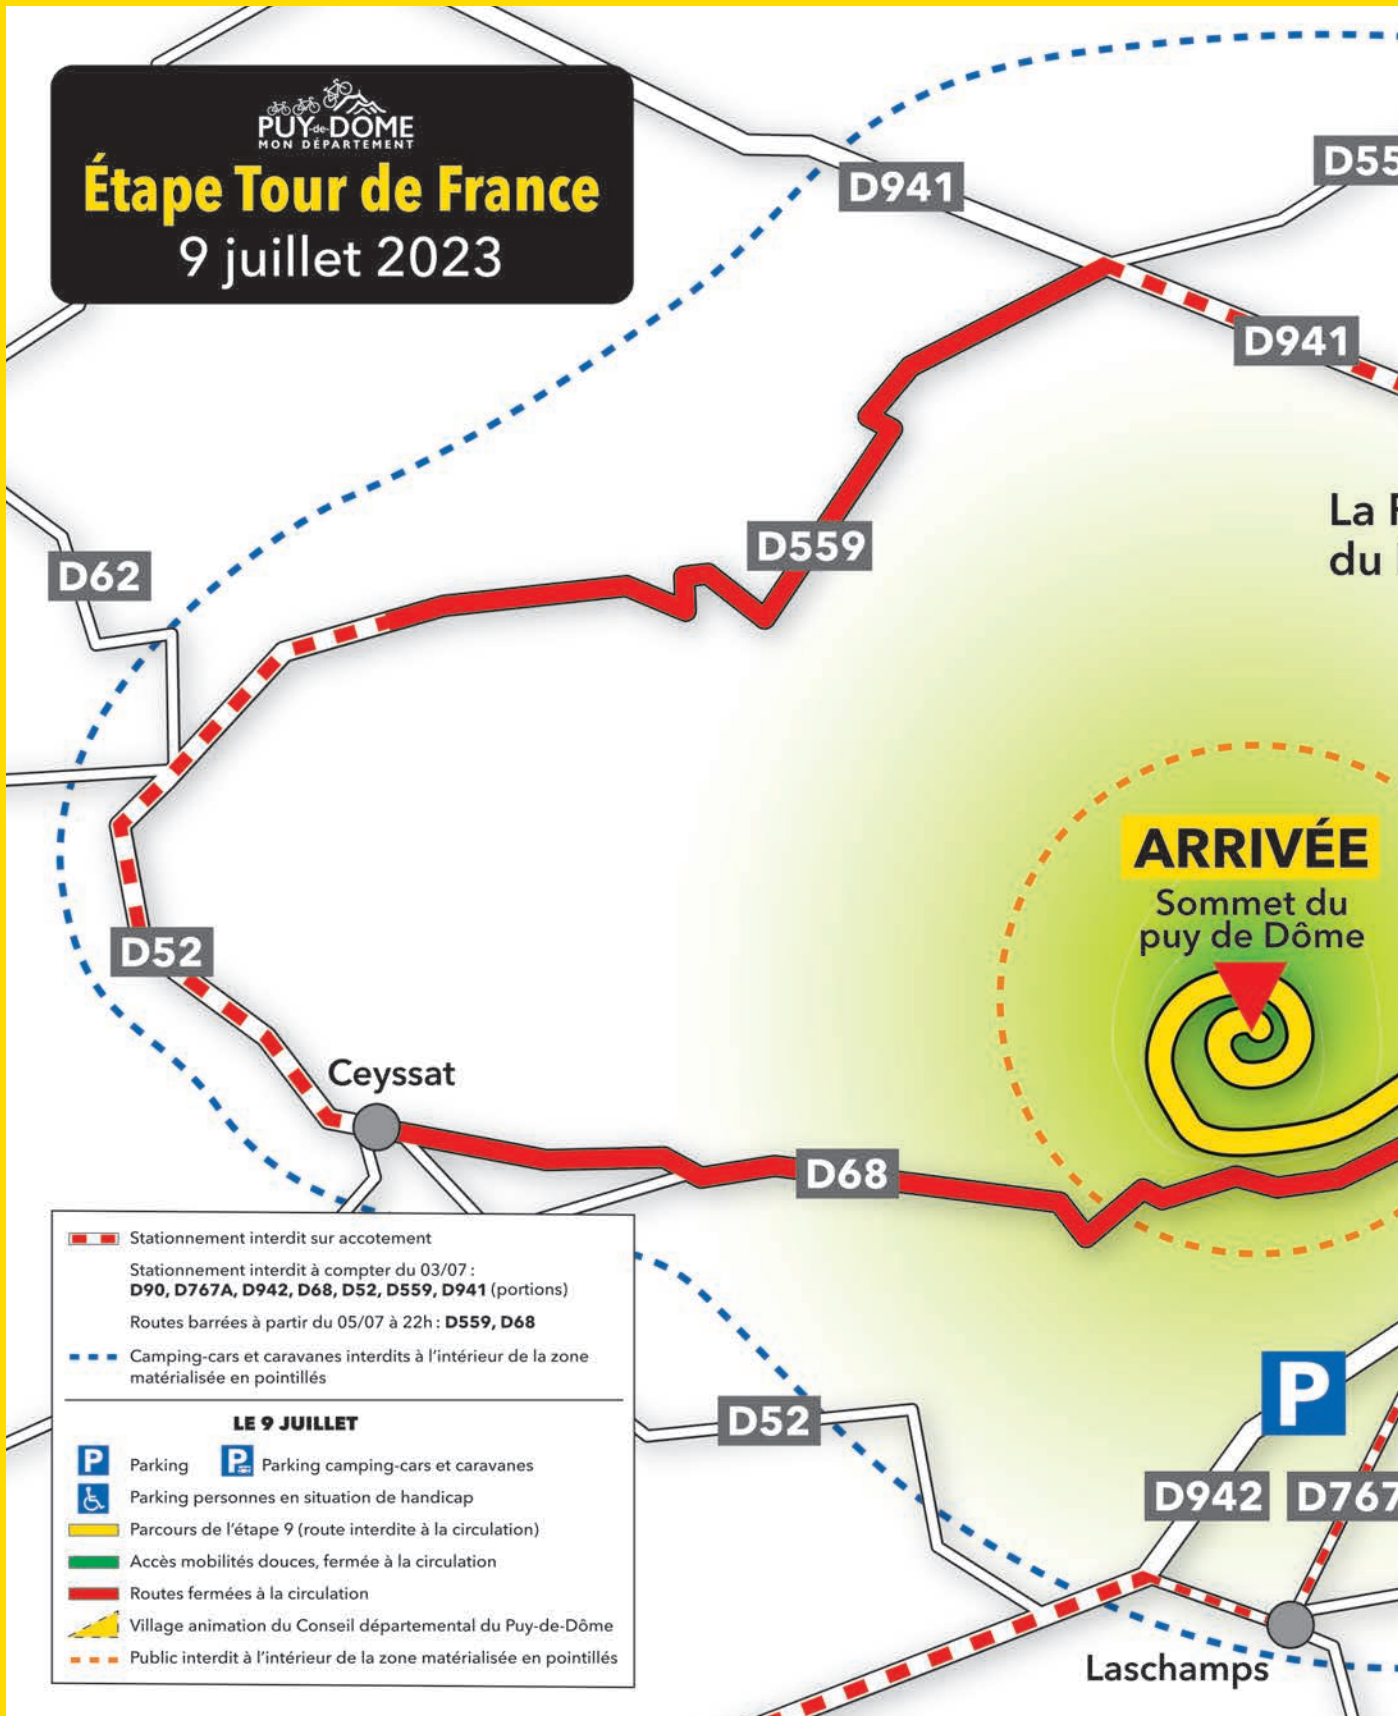 PUY-de-DÔME
MON DÉPARTEMENT
Étape Tour de France
9 juillet 2023
D941
D55
D941
La
du
D559
D62
ARRIVÉE
Sommet du
puy de Dôme
D52
Ceyssat
D68
Stationnement interdit sur accotement
Stationnement interdit à compter du 03/07 :
D90, D767A, D942, D68, D52, D559, D941 (portions)
Routes barrées à partir du 05/07 à 22h : D559, D68
Camping-cars et caravanes interdits à l'intérieur de la zone
matérialisée en pointillés
LE 9 JUILLET
P Parking P Parking camping-cars et caravanes
Parking personnes en situation de handicap
Parcours de l'étape 9 (route interdite à la circulation)
Accès mobilités douces, fermée à la circulation
Routes fermées à la circulation
Village animation du Conseil départemental du Puy-de-Dôme
Public interdit à l'intérieur de la zone matérialisée en pointillés
P
D52
D942
D767
Laschamps